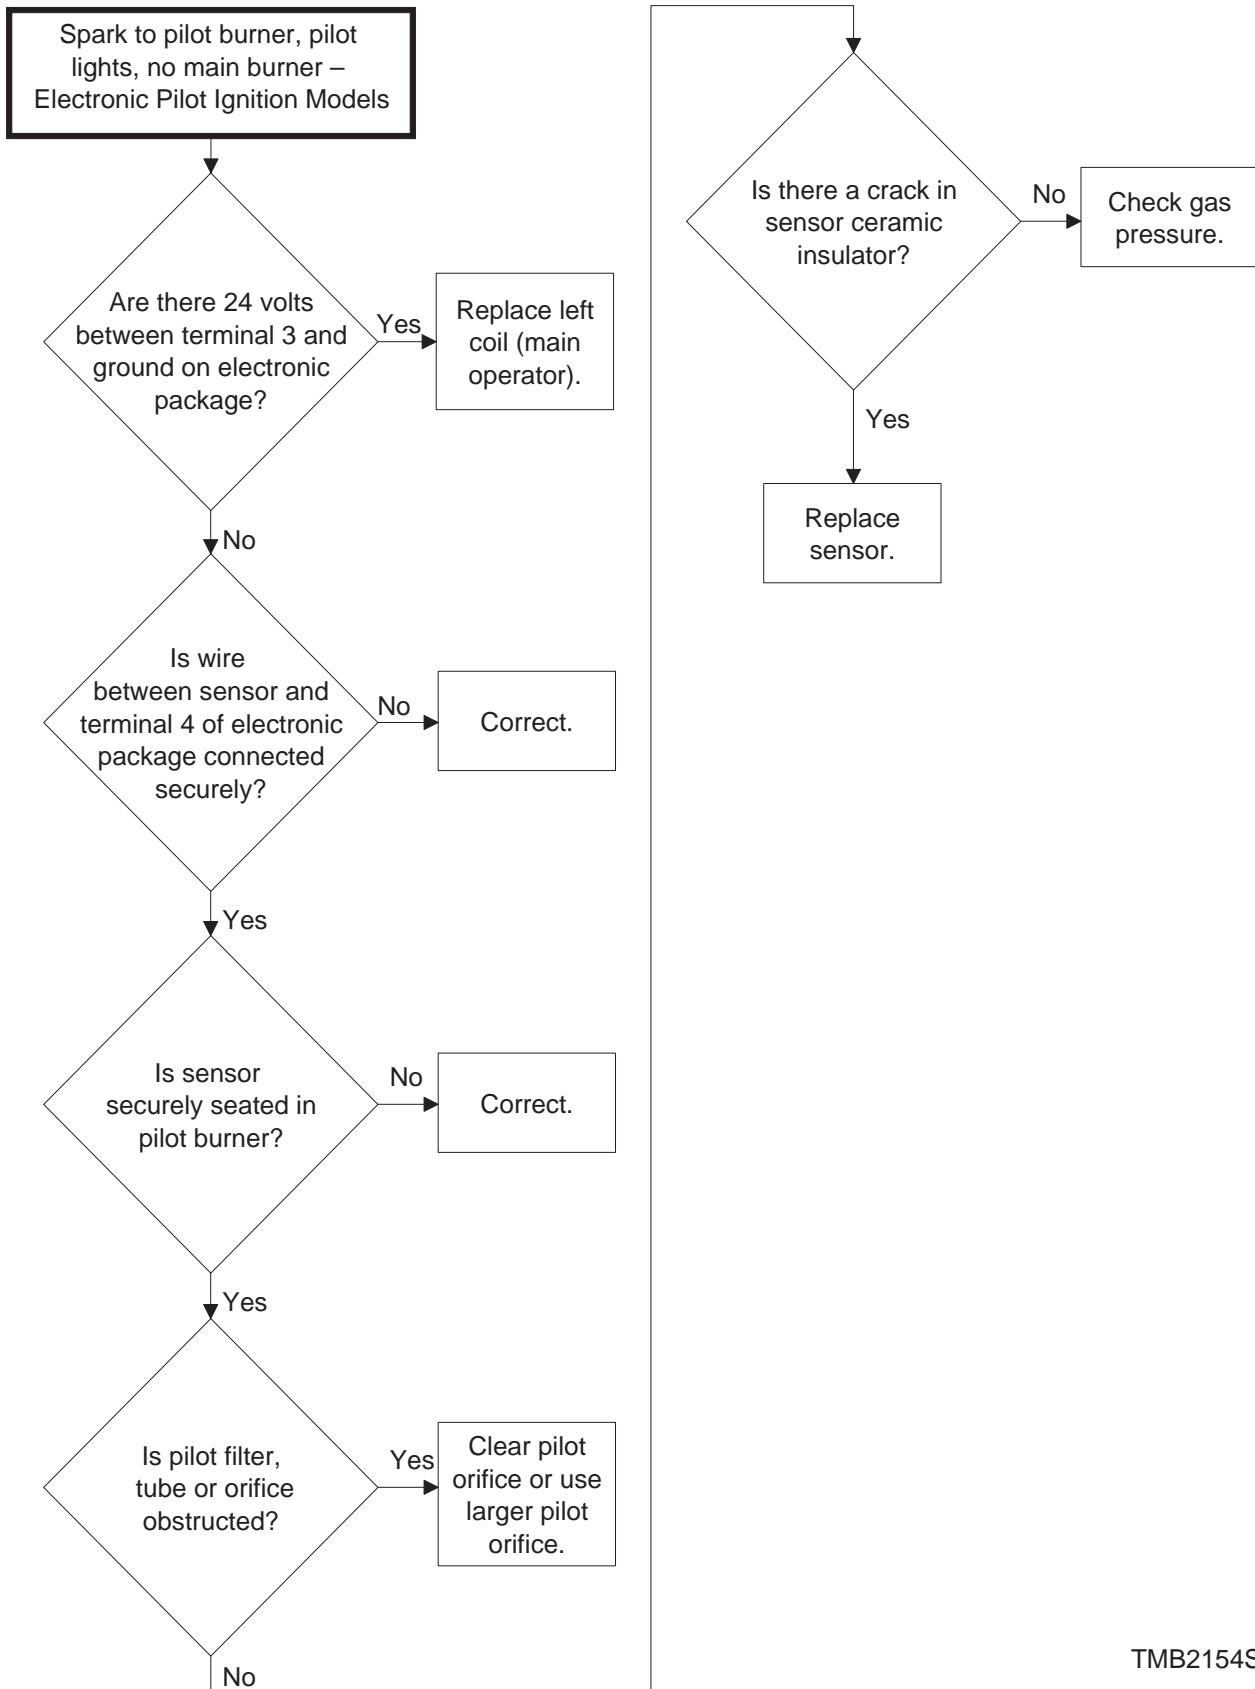 Spark to pilot burner, pilot
lights, no main burner –
Electronic Pilot Ignition Models
Are there 24 volts
between terminal 3 and
ground on electronic
package?
Yes
Replace left
coil (main
operator).
No
Is wire
between sensor and
terminal 4 of electronic
package connected
securely?
No
Correct.
Yes
Is sensor
securely seated in
pilot burner?
No
Correct.
Yes
Is pilot filter,
tube or orifice
obstructed?
Yes
Clear pilot
orifice or use
larger pilot
orifice.
No
Is there a crack in
sensor ceramic
insulator?
No
Check gas
pressure.
Yes
Replace
sensor.
TMB2154S